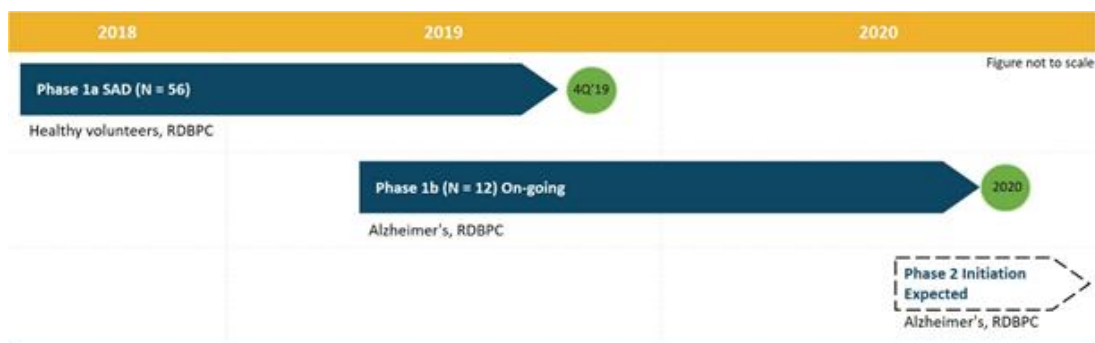 2018 2019 2020
Figure not to scale
Phase 1a SAD (N = 56) 4Q'19
Healthy volunteers, RDBPC
Phase 1b (N = 12) On-going 2020
Alzheimer's, RDBPC
Phase 2 Initiation
Expected
Alzheimer's, RDBPC